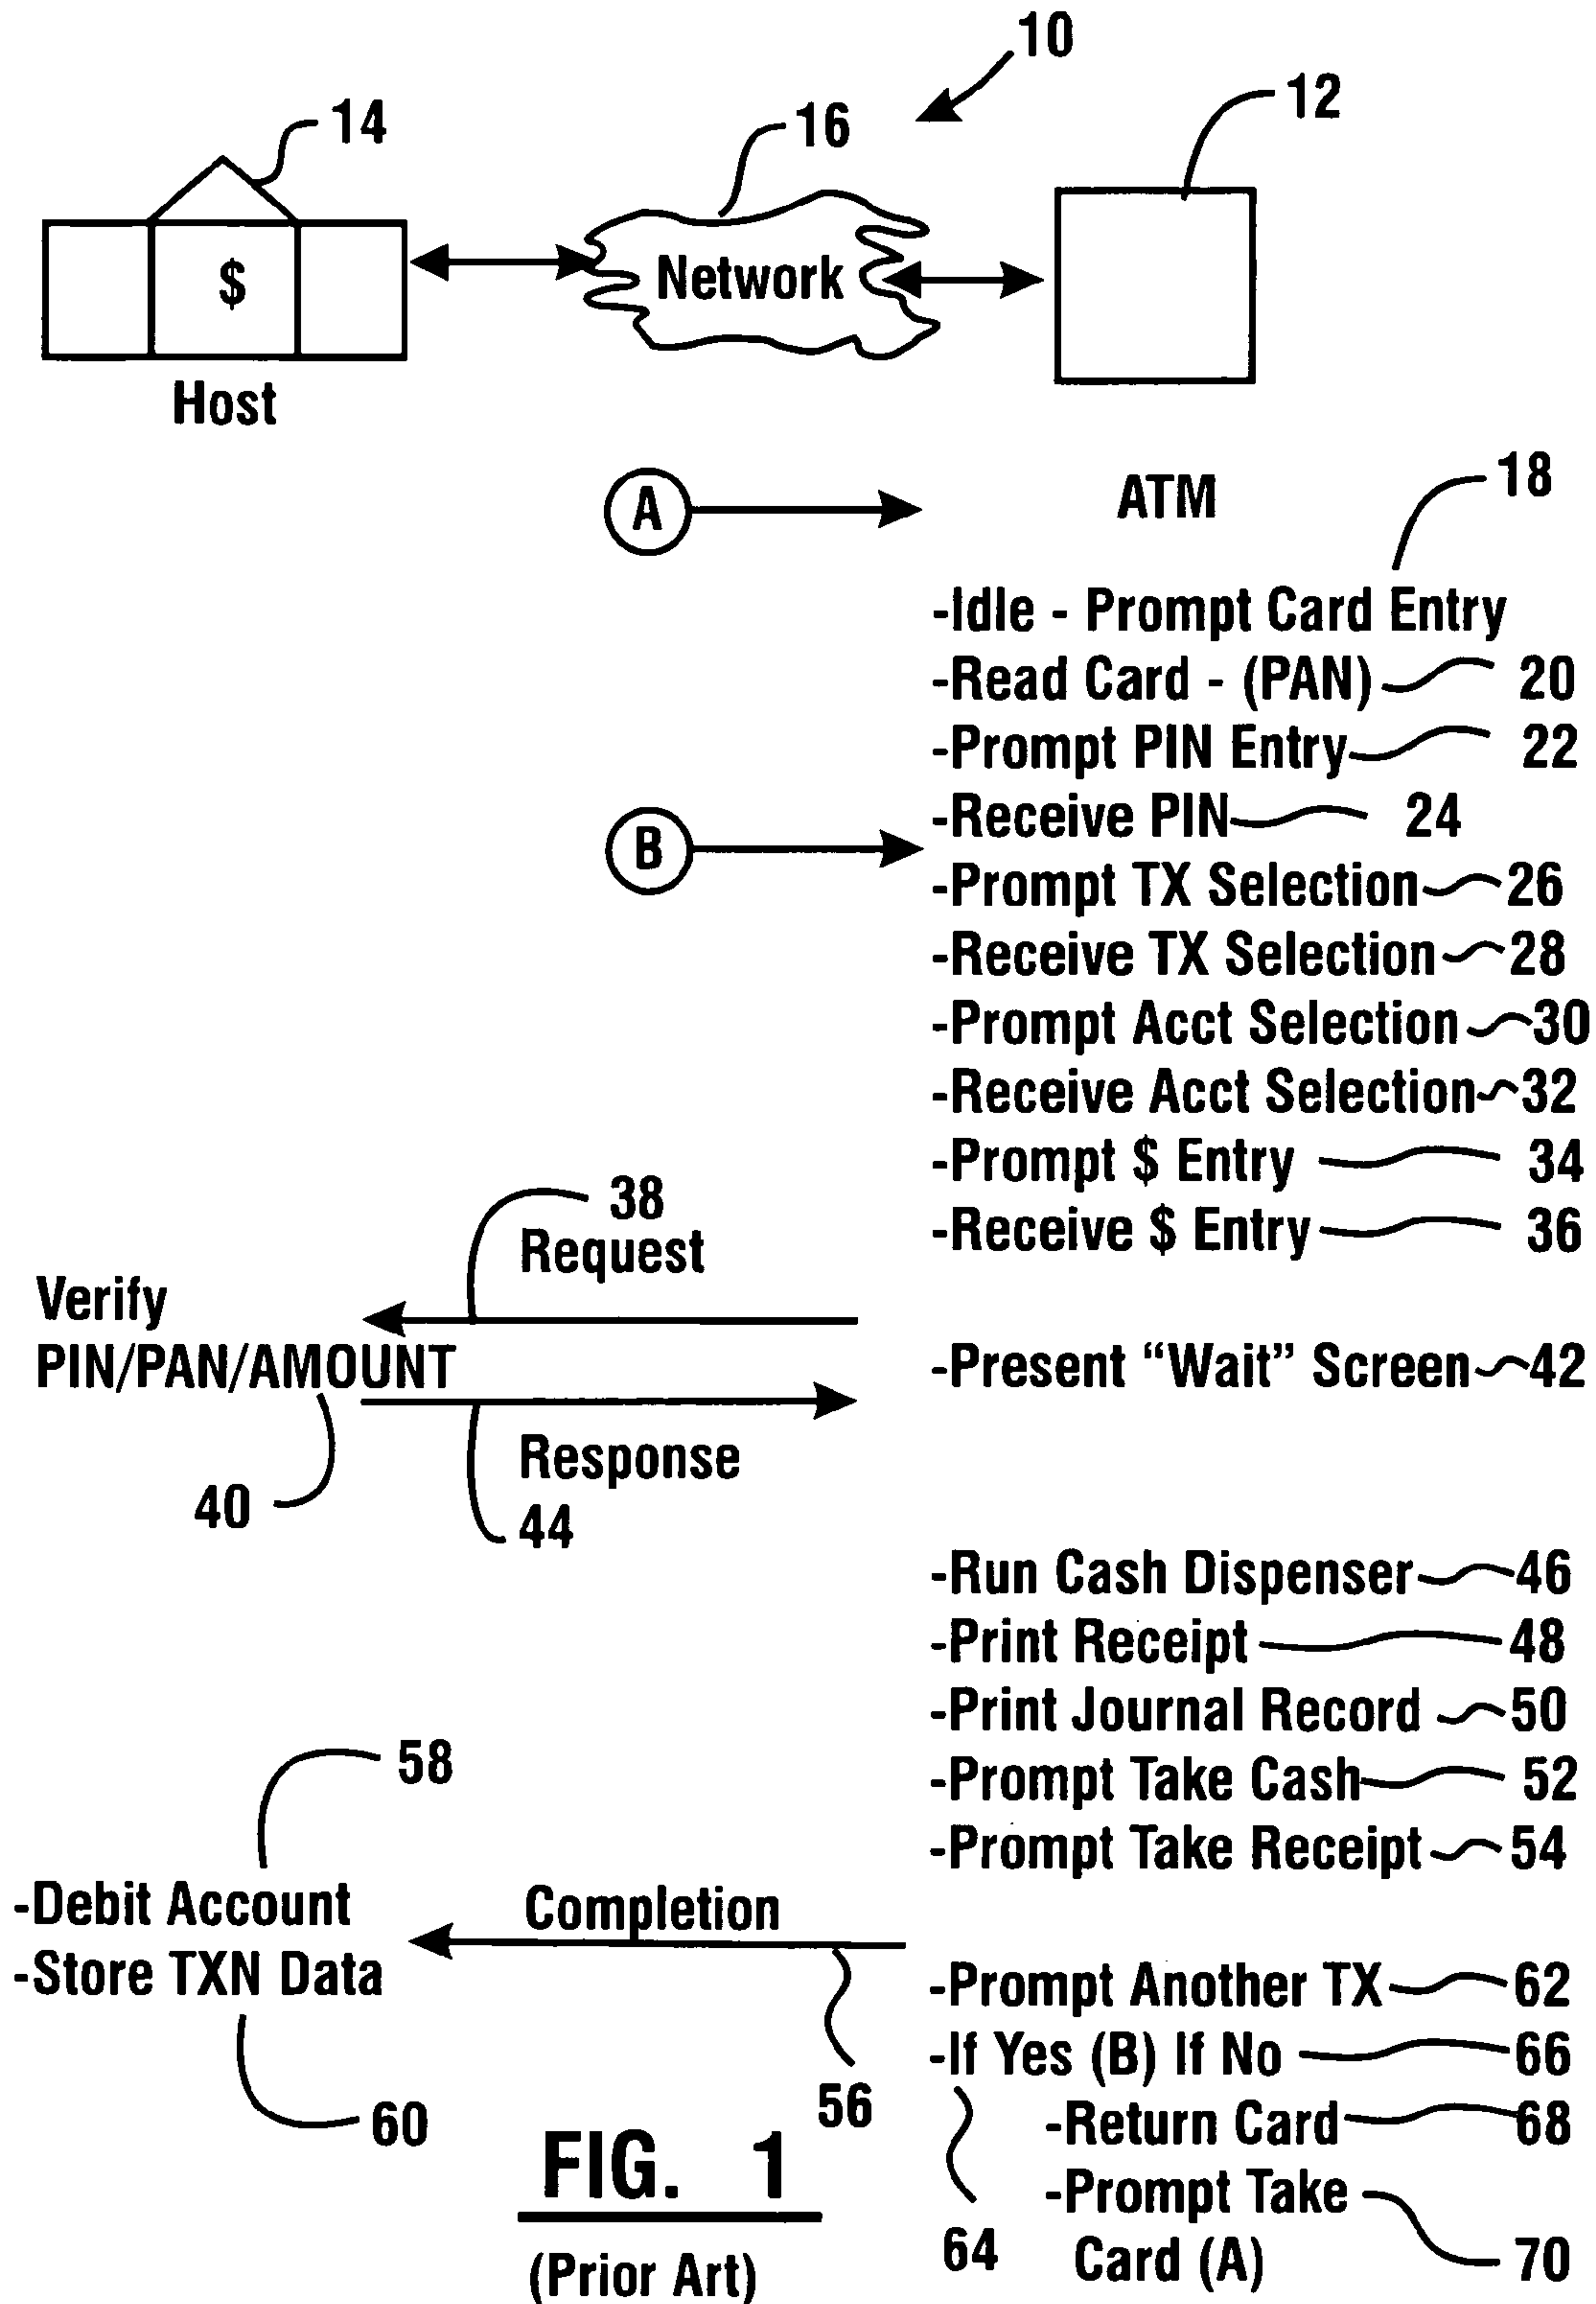 10
12
14
16
$
Network
Host
A
ATM
18
-Idle - Prompt Card Entry
-Read Card - (PAN) 20
-Prompt PIN Entry 22
-Receive PIN 24
B
-Prompt TX Selection 26
-Receive TX Selection 28
-Prompt Acct Selection 30
-Receive Acct Selection 32
-Prompt $ Entry 34
-Receive $ Entry 36
38
Request
Verify
PIN/PAN/AMOUNT
-Present “Wait” Screen 42
Response
40
44
-Run Cash Dispenser 46
-Print Receipt 48
-Print Journal Record 50
-Prompt Take Cash 52
-Prompt Take Receipt 54
58
-Debit Account
-Store TXN Data
Completion
56
60
-Prompt Another TX 62
-If Yes (B) If No 66
-Return Card 68
-Prompt Take
Card (A) 70
64
FIG. 1
(Prior Art)